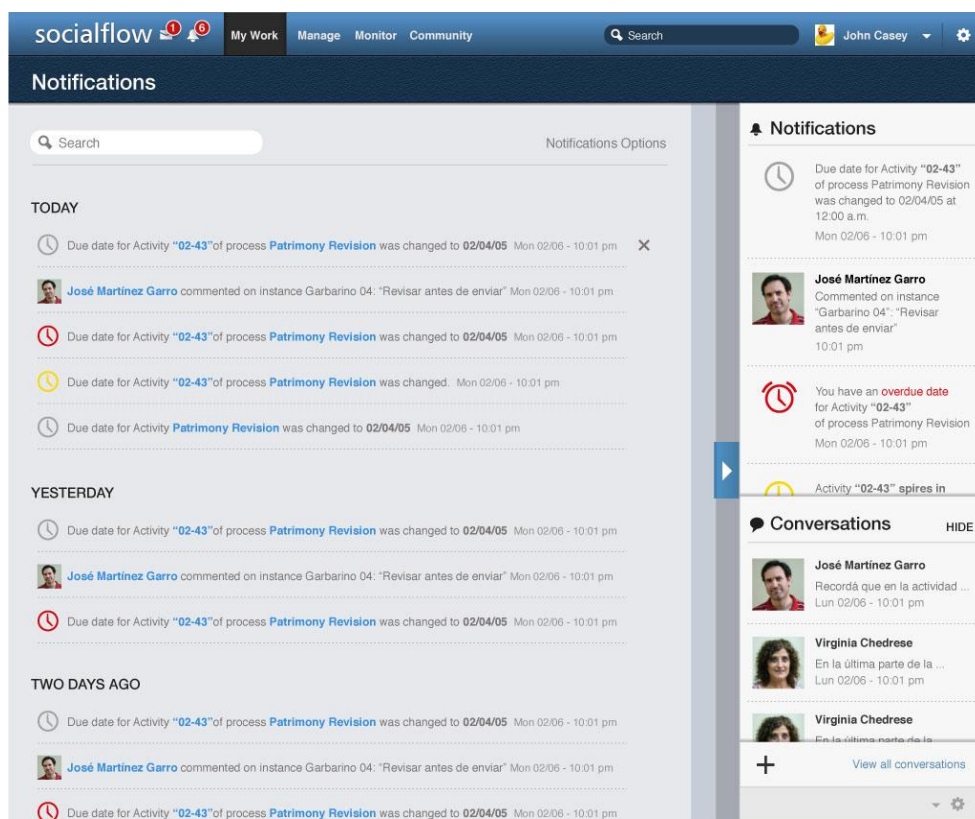 socialflow 1 6 My Work Manage Monitor Community Search John Casey
Notifications
Search
Notifications Options
TODAY
Due date for Activity “02-43”of process Patrimony Revision was changed to 02/04/05 Mon 02/06 - 10:01 pm
José Martínez Garro commented on instance Garbarino 04: “Revisar antes de enviar” Mon 02/06 - 10:01 pm
Due date for Activity “02-43”of process Patrimony Revision was changed to 02/04/05 Mon 02/06 - 10:01 pm
Due date for Activity “02-43”of process Patrimony Revision was changed. Mon 02/06 - 10:01 pm
Due date for Activity Patrimony Revision was changed to 02/04/05 Mon 02/06 - 10:01 pm
YESTERDAY
Due date for Activity “02-43”of process Patrimony Revision was changed to 02/04/05 Mon 02/06 - 10:01 pm
José Martínez Garro commented on instance Garbarino 04: “Revisar antes de enviar” Mon 02/06 - 10:01 pm
Due date for Activity “02-43”of process Patrimony Revision was changed to 02/04/05 Mon 02/06 - 10:01 pm
TWO DAYS AGO
Due date for Activity “02-43”of process Patrimony Revision was changed to 02/04/05 Mon 02/06 - 10:01 pm
José Martínez Garro commented on instance Garbarino 04: “Revisar antes de enviar” Mon 02/06 - 10:01 pm
Due date for Activity “02-43”of process Patrimony Revision was changed to 02/04/05 Mon 02/06 - 10:01 pm
Notifications
Due date for Activity “02-43”
of process Patrimony Revision
was changed to 02/04/05 at
12:00 a.m.
Mon 02/06 - 10:01 pm
José Martínez Garro
Commented on instance
“Garbarino 04”: “Revisar
antes de enviar”
10:01 pm
You have an overdue date
for Activity “02-43”
of process Patrimony Revision
Mon 02/06 - 10:01 pm
Activity “02-43” spires in
Conversations HIDE
José Martínez Garro
Recordá que en la actividad ...
Lun 02/06 - 10:01 pm
Virginia Chedrese
En la última parte de la ...
Lun 02/06 - 10:01 pm
Virginia Chedrese
En la última parte de la
+ View all conversations